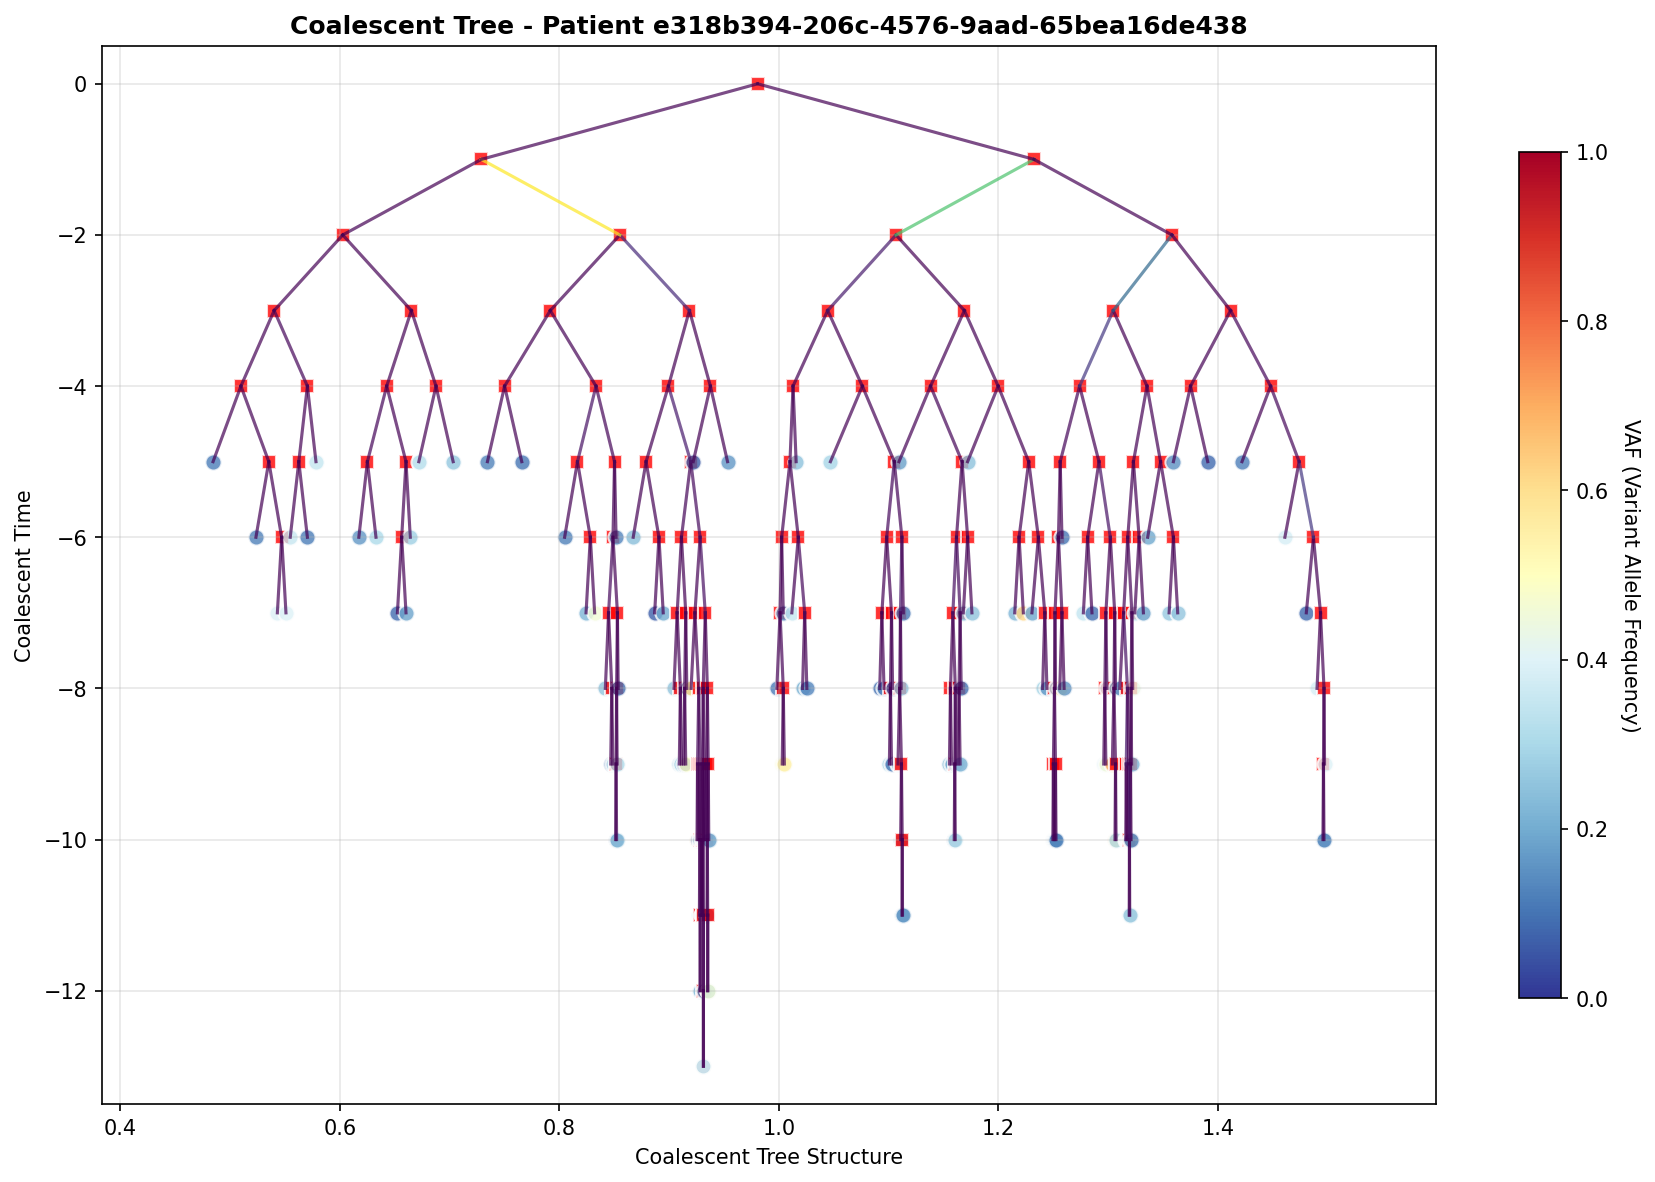 Coalescent Tree - Patient e318b394-206c-4576-9aad-65bea16de438
0
−2
−4
−6
−8
−10
−12
Coalescent Time
0.4 0.6 0.8 1.0 1.2 1.4
Coalescent Tree Structure
1.0
0.8
0.6
0.4
0.2
0.0
VAF (Variant Allele Frequency)